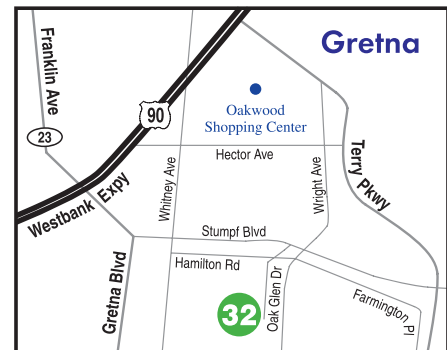 Gretna
Franklin Ave
90
Oakwood
Shopping Center
23
Hector Ave
Terry Pkwy
Whitney Ave
Wright Ave
Westbank Expy
Stumpf Blvd
Gretna Blvd
Hamilton Rd
Oak Glen Dr
Farmington Pl
32